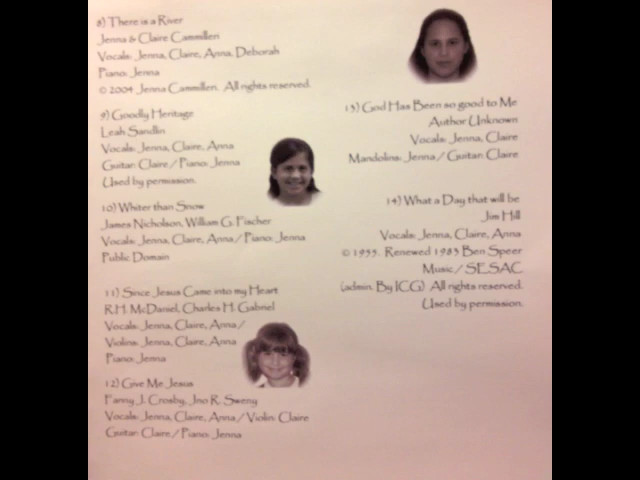 8) There is a River
Jenna & Claire Cammillen
Vocals: Jenna, Claire, Anna, Deborah
Piano: Jenna
© 2004 Jenna Cammillen. All rights reserved.
9) Goodly Heritage
Leah Sandlin
Vocals: Jenna, Claire, Anna
Guitar: Claire / Piano: Jenna
Used by permission.
10) Whiter than Snow
James Nicholson, William G. Fischer
Vocals: Jenna, Claire, Anna / Piano: Jenna
Public Domain
11) Since Jesus Came into my Heart
R.H. McDaniel, Charles H. Gabriel
Vocals: Jenna, Claire, Anna /
Violins: Jenna, Claire, Anna
Piano: Jenna
12) Give Me Jesus
Fanny J. Crosby, Jno R. Sweny
Vocals: Jenna, Claire, Anna / Violin: Claire
Guitar: Claire / Piano: Jenna
13) God Has Been so good to Me
Author Unknown
Vocals: Jenna, Claire
Mandolins: Jenna / Guitar: Claire
14) What a Day that will be
Jim Hill
Vocals: Jenna, Claire, Anna
© 1955. Renewed 1983 Ben Speer
Music / SESAC
(admin. By ICG) All rights reserved.
Used by permission.